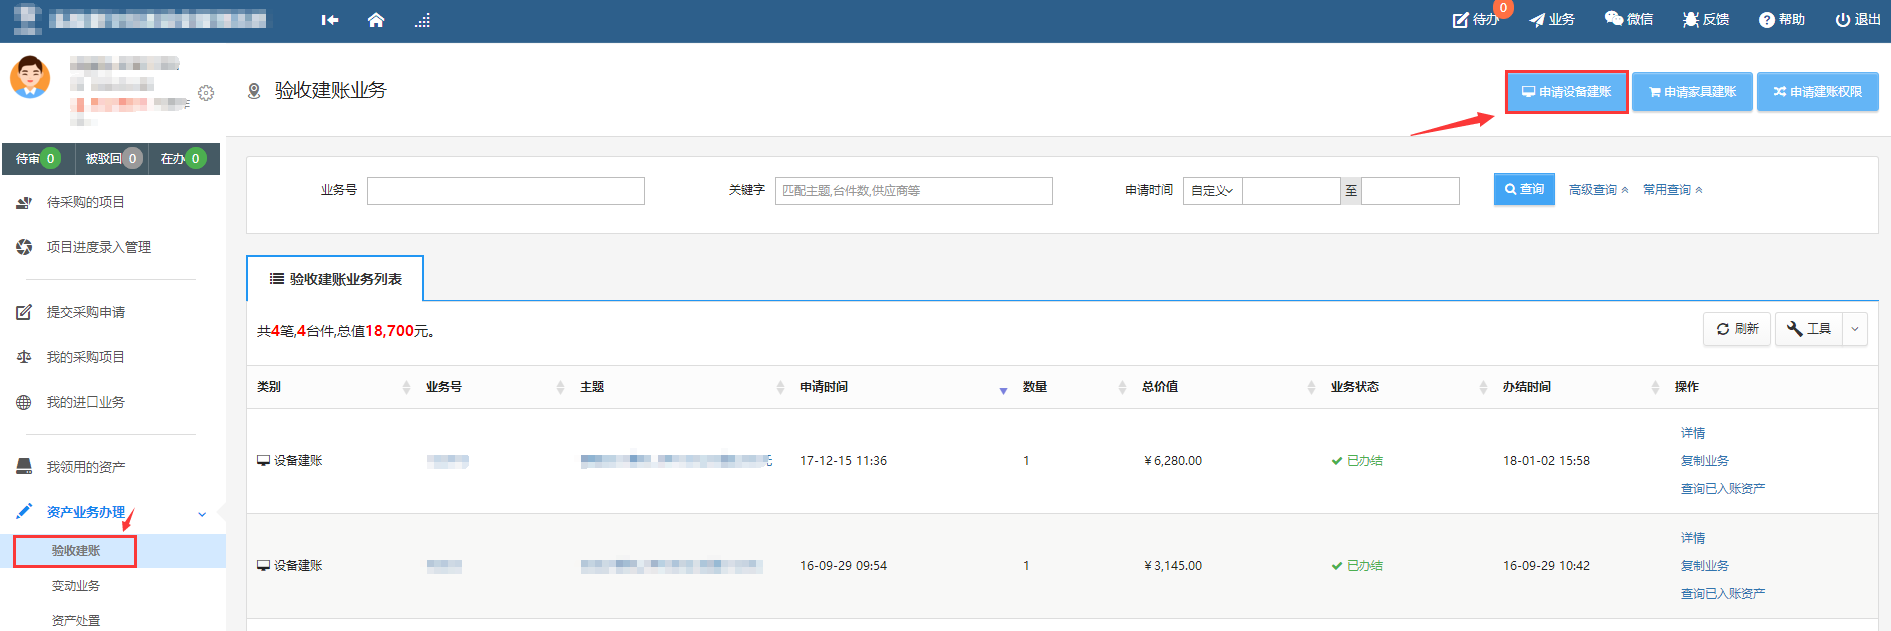 待办 0 业务 微信 反馈 帮助 退出
验收建账业务
申请设备建账 申请家具建账 申请建账权限
待审 0 被驳回 0 在办 0
待采购的项目
项目进度录入管理
提交采购申请
我的采购项目
我的进口业务
我领用的资产
资产业务办理
验收建账
变动业务
资产处置
业务号 关键字 匹配主题,台件数,供应商等 申请时间 自定义 至 查询 高级查询 常用查询
验收建账业务列表
共4笔,4台件,总值18,700元。
刷新 工具
类别 业务号 主题 申请时间 数量 总价值 业务状态 办结时间 操作
设备建账 元 17-12-15 11:36 1 ￥6,280.00 已办结 18-01-02 15:58
详情
复制业务
查询已入账资产
设备建账 16-09-29 09:54 1 ￥3,145.00 已办结 16-09-29 10:42
详情
复制业务
查询已入账资产